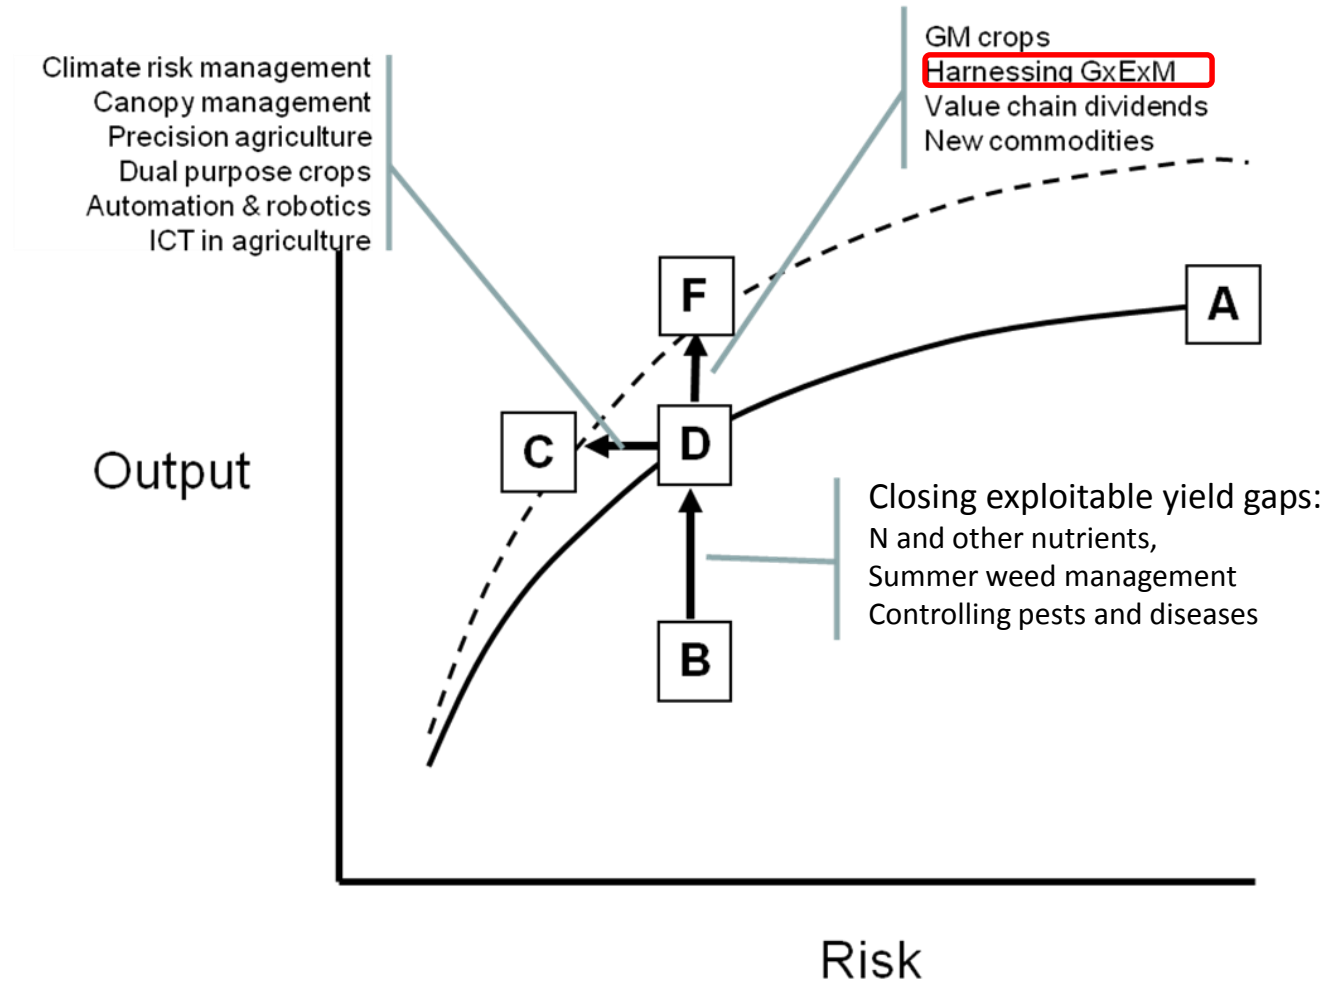 Climate risk management
Canopy management
Precision agriculture
Dual purpose crops
Automation & robotics
ICT in agriculture
GM crops
Harnessing GxExM
Value chain dividends
New commodities
F
A
C
D
Output
Closing exploitable yield gaps:
N and other nutrients,
Summer weed management
Controlling pests and diseases
B
Risk